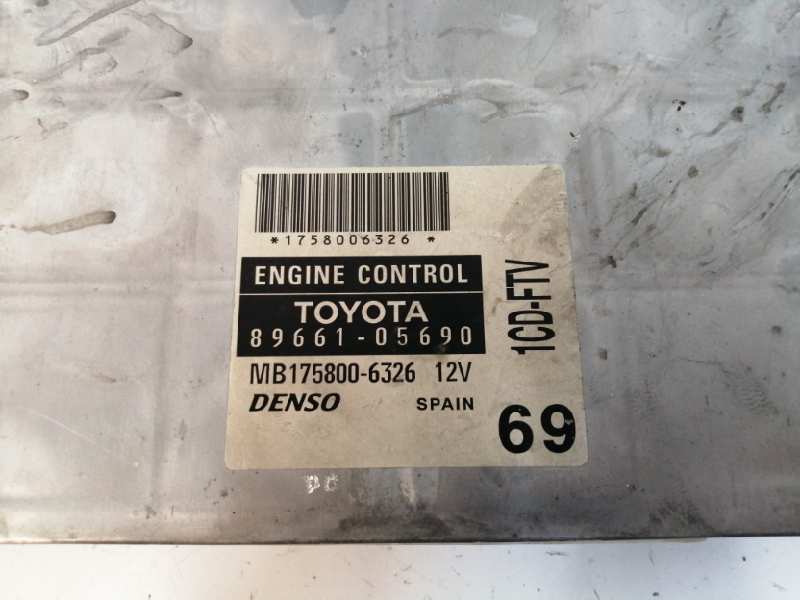 *1758006326*
ENGINE CONTROL
TOYOTA
89661-05690
MB175800-6326 12V
DENSO SPAIN
1CD-FTV
69